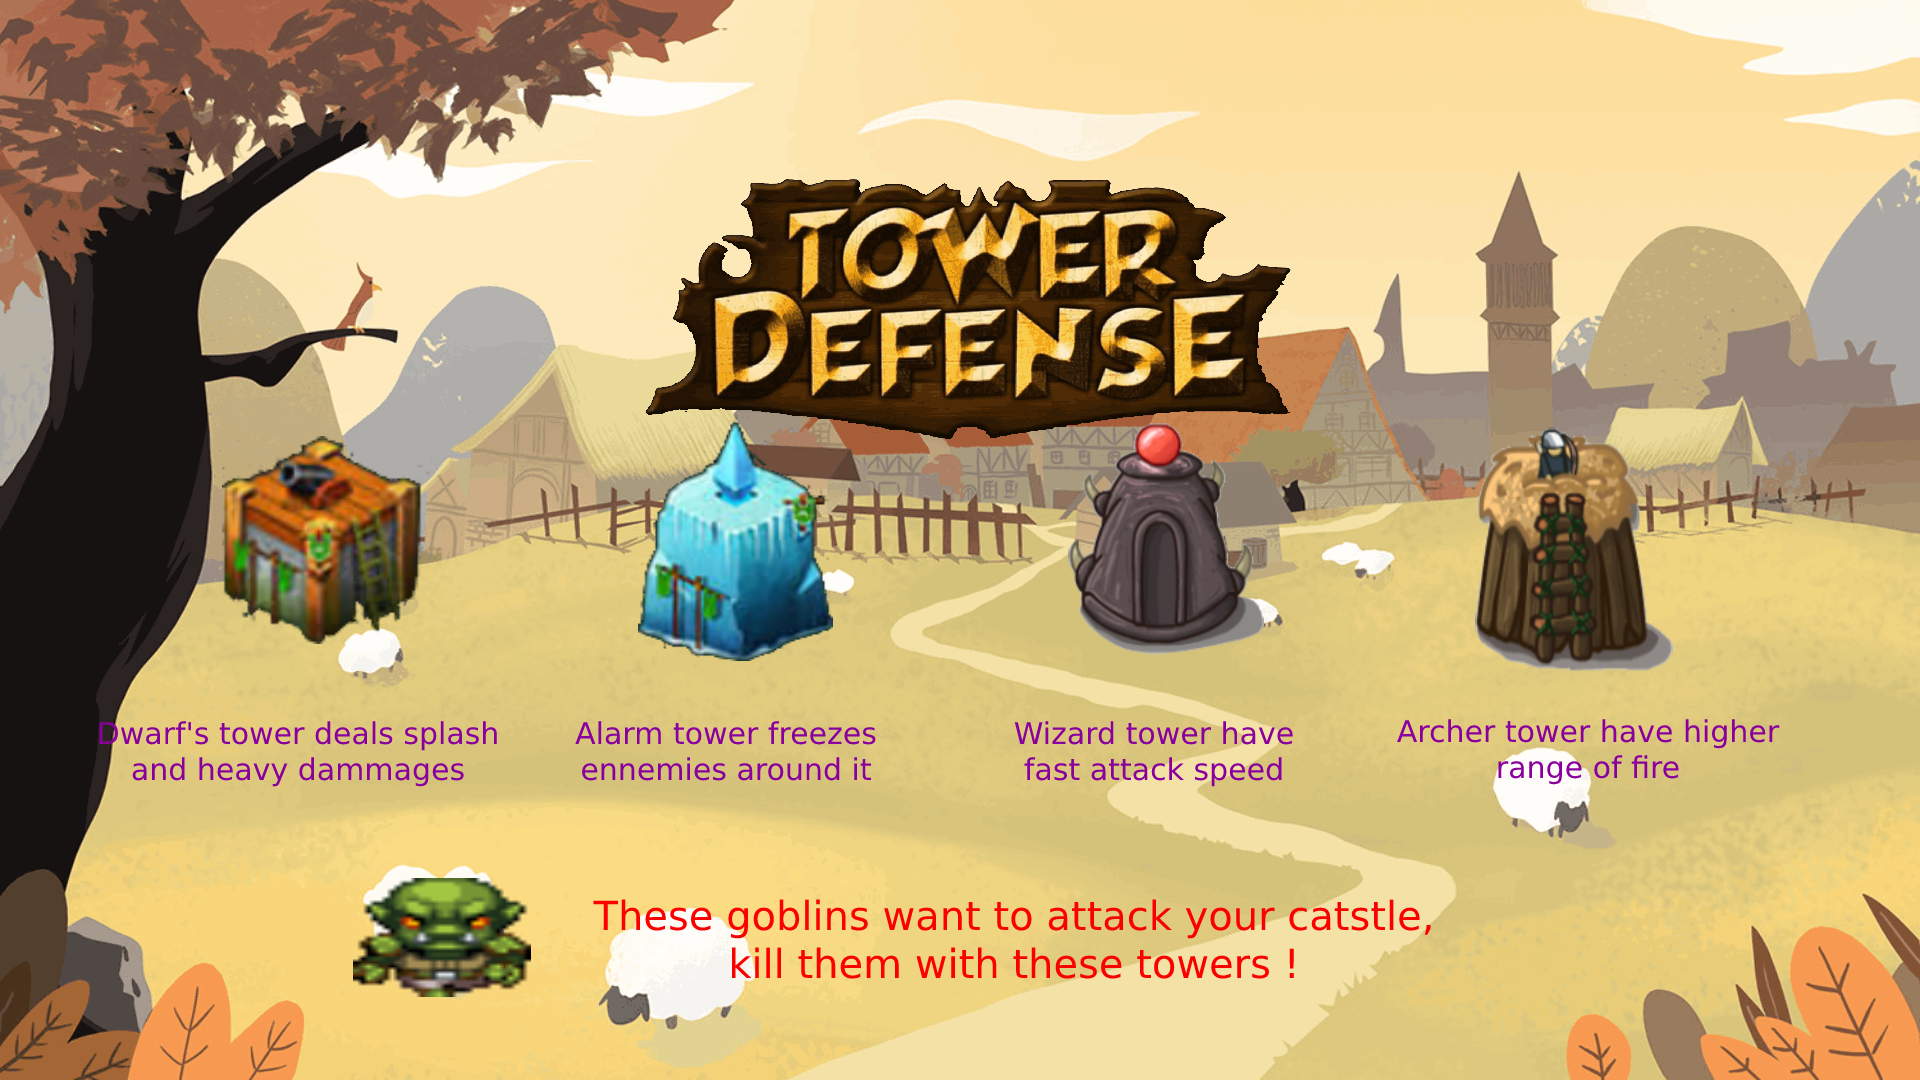 TOWER
DEFENSE
Dwarf's tower deals splash
and heavy dammages
Alarm tower freezes
ennemies around it
Wizard tower have
fast attack speed
Archer tower have higher
range of fire
These goblins want to attack your catstle,
kill them with these towers !